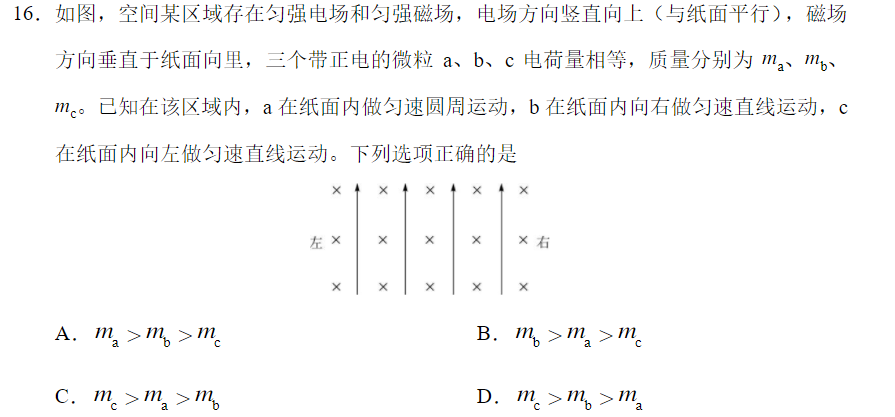 16．如图，空间某区域存在匀强电场和匀强磁场，电场方向竖直向上（与纸面平行），磁场
方向垂直于纸面向里，三个带正电的微粒 a、b、c 电荷量相等，质量分别为 mₐ、m_b、
m_c。已知在该区域内，a 在纸面内做匀速圆周运动，b 在纸面内向右做匀速直线运动，c
在纸面内向左做匀速直线运动。下列选项正确的是
× × × × ×
左 × × × × × 右
× × × × ×
A．mₐ > m_b > m_c B．m_b > mₐ > m_c
C．m_c > mₐ > m_b D．m_c > m_b > mₐ